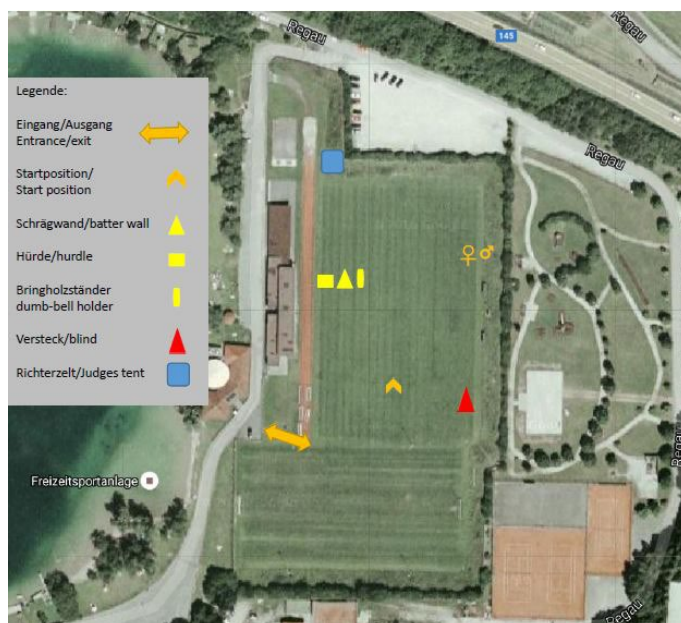 Regau
145
Regau
Legende:
Eingang/Ausgang
Entrance/exit
Startposition/
Start position
Schrägwand/batter wall
Hürde/hurdle
Bringholzständer
dumb-bell holder
Versteck/blind
Richterzelt/Judges tent
Regau
Regau
Freizeitsportanlage
Regau